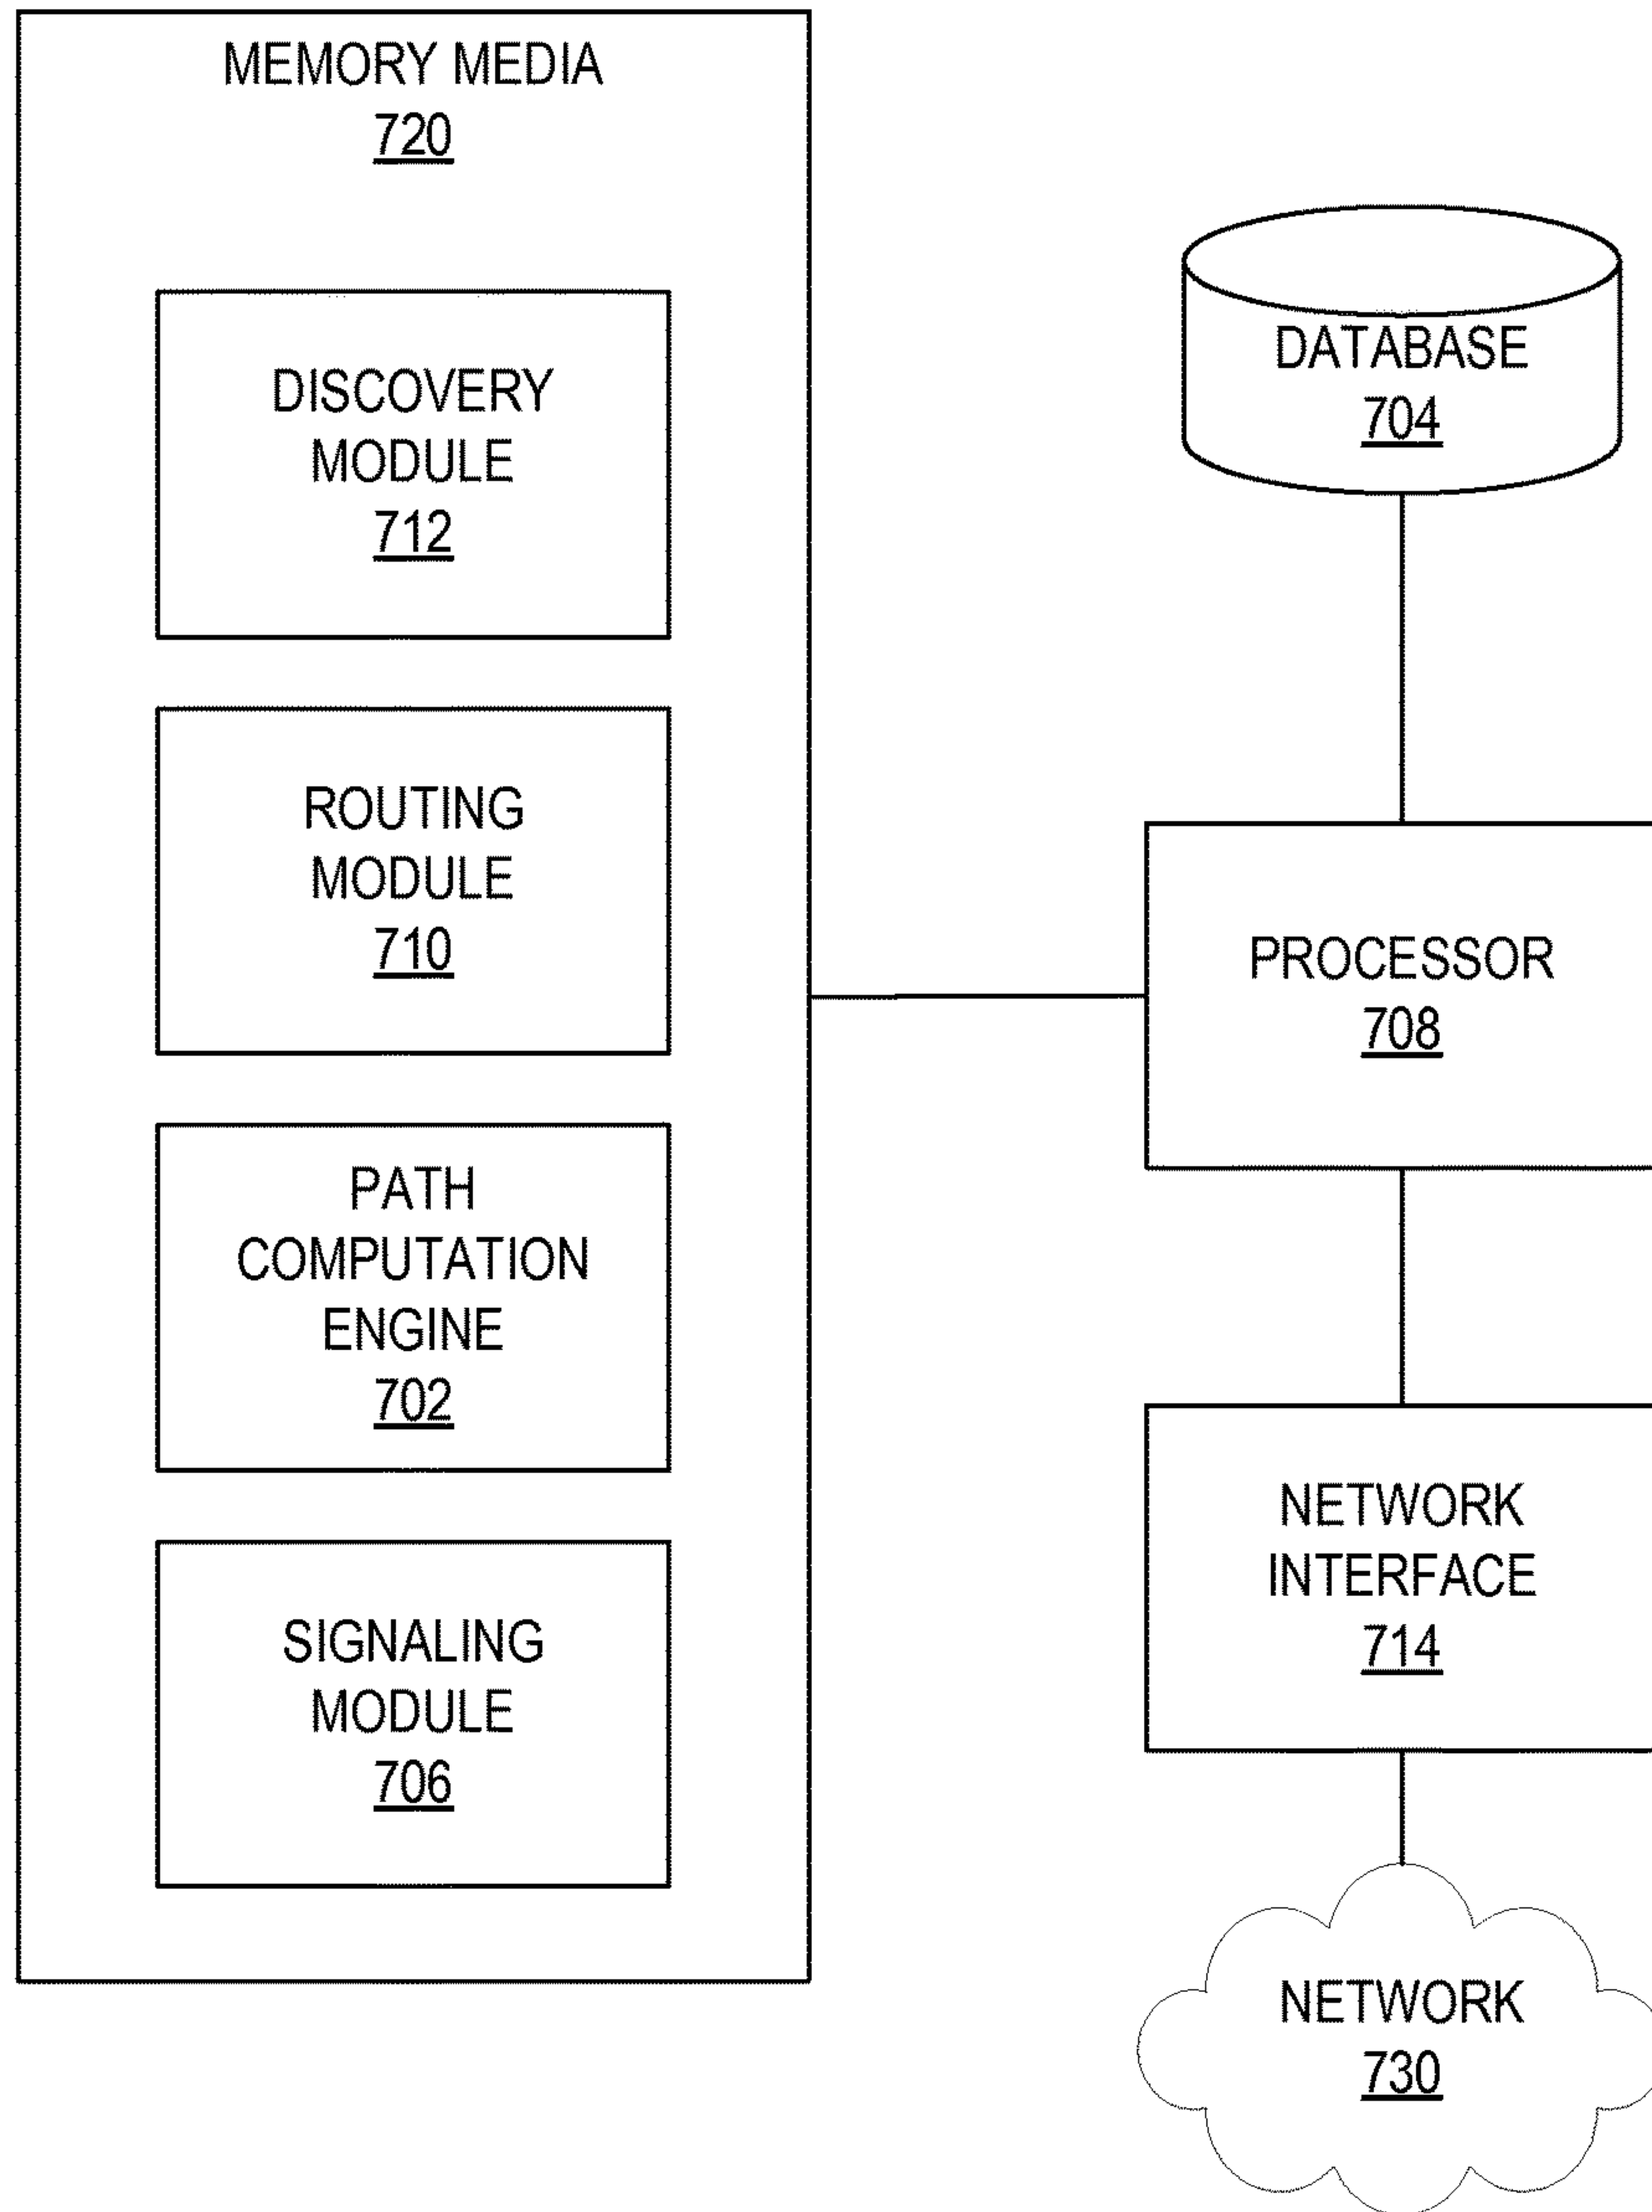 MEMORY MEDIA
720
DISCOVERY
MODULE
712
ROUTING
MODULE
710
PATH
COMPUTATION
ENGINE
702
SIGNALING
MODULE
706
DATABASE
704
PROCESSOR
708
NETWORK
INTERFACE
714
NETWORK
730